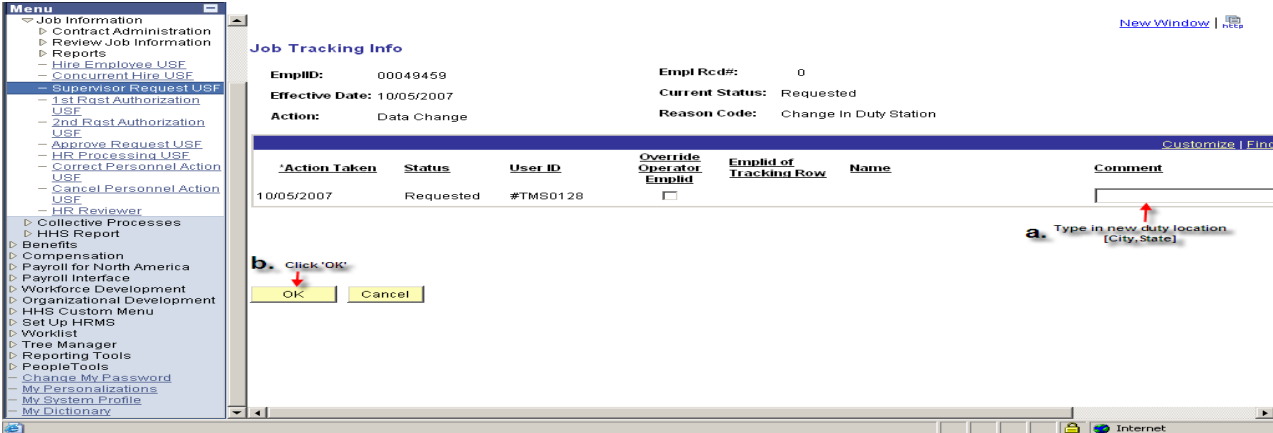 Menu
Job Information
Contract Administration
Review Job Information
Reports
Hire Employee USF
Concurrent Hire USF
Supervisor Request USF
1st Rqst Authorization
USF
2nd Rqst Authorization
USF
Approve Request USF
HR Processing USF
Correct Personnel Action
USF
Cancel Personnel Action
USF
HR Reviewer
Collective Processes
HHS Report
Benefits
Compensation
Payroll for North America
Payroll Interface
Workforce Development
Organizational Development
HHS Custom Menu
Set Up HRMS
Worklist
Tree Manager
Reporting Tools
PeopleTools
Change My Password
My Personalizations
My System Profile
My Dictionary
New Window | http
Job Tracking Info
EmplID: 00049459 Empl Rcd#: 0
Effective Date: 10/05/2007 Current Status: Requested
Action: Data Change Reason Code: Change In Duty Station
Customize | Find
*Action Taken Status User ID Override Operator Emplid Emplid of Tracking Row Name Comment
10/05/2007 Requested #TMS0128
a. Type in new duty location
[City,State]
b. Click 'OK'
OK Cancel
Internet